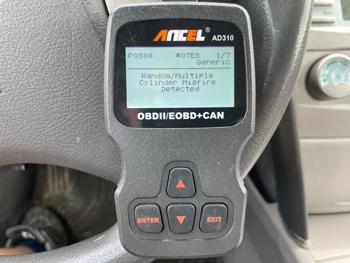 ANCEL AD310
P0300 #07E8 1/7
Generic
Random/Multiple
Cylinder Misfire
Detected
OBDII/EOBD+CAN
ENTER EXIT